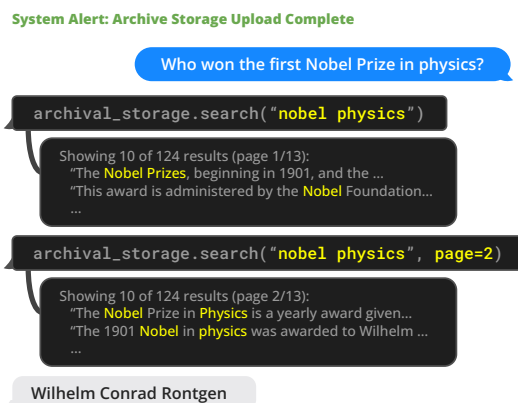 System Alert: Archive Storage Upload Complete
Who won the first Nobel Prize in physics?
archival_storage.search(“nobel physics”)
Showing 10 of 124 results (page 1/13):
“The Nobel Prizes, beginning in 1901, and the ...
“This award is administered by the Nobel Foundation...
...
archival_storage.search(“nobel physics”, page=2)
Showing 10 of 124 results (page 2/13):
“The Nobel Prize in Physics is a yearly award given...
“The 1901 Nobel in physics was awarded to Wilhelm ...
...
Wilhelm Conrad Rontgen